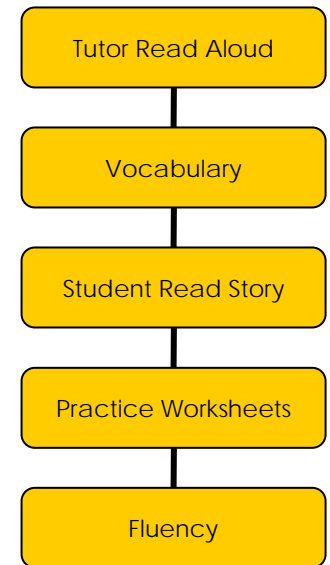 Tutor Read Aloud
Vocabulary
Student Read Story
Practice Worksheets
Fluency